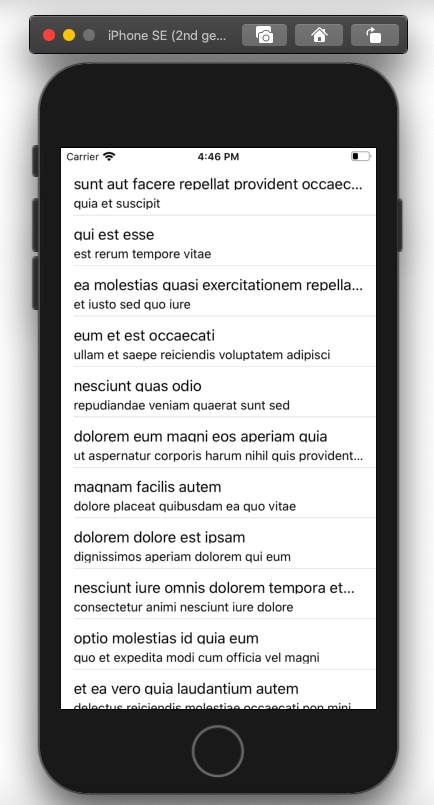 iPhone SE (2nd ge...
Carrier 4:46 PM
sunt aut facere repellat provident occaec...
quia et suscipit
qui est esse
est rerum tempore vitae
ea molestias quasi exercitationem repella...
et iusto sed quo iure
eum et est occaecati
ullam et saepe reiciendis voluptatem adipisci
nesciunt quas odio
repudiandae veniam quaerat sunt sed
dolorem eum magni eos aperiam quia
ut aspernatur corporis harum nihil quis provident...
magnam facilis autem
dolore placeat quibusdam ea quo vitae
dolorem dolore est ipsam
dignissimos aperiam dolorem qui eum
nesciunt iure omnis dolorem tempora et...
consectetur animi nesciunt iure dolore
optio molestias id quia eum
quo et expedita modi cum officia vel magni
et ea vero quia laudantium autem
delectus reiciendis molestiae occaecati non mini...